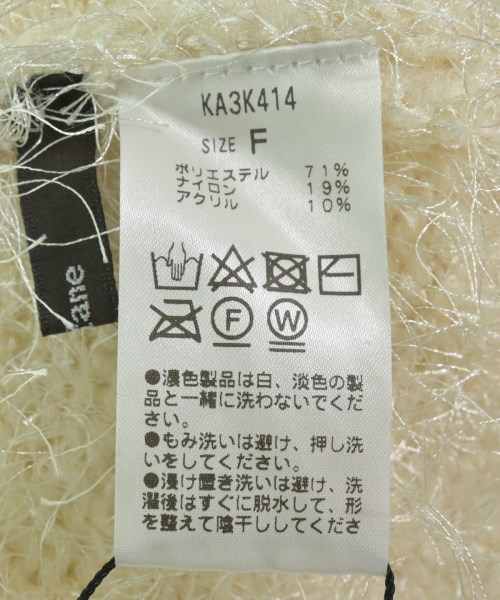 KA3K414
SIZE F
ポリエステル 71%
ナイロン 19%
アクリル 10%
F W
●濃色製品は白、淡色の製
品と一緒に洗わないでくだ
さい。
●もみ洗いは避け、押し洗
いをしてください。
●浸け置き洗いは避け、洗
濯後はすぐに脱水して、形
を整えて陰干ししてくださ